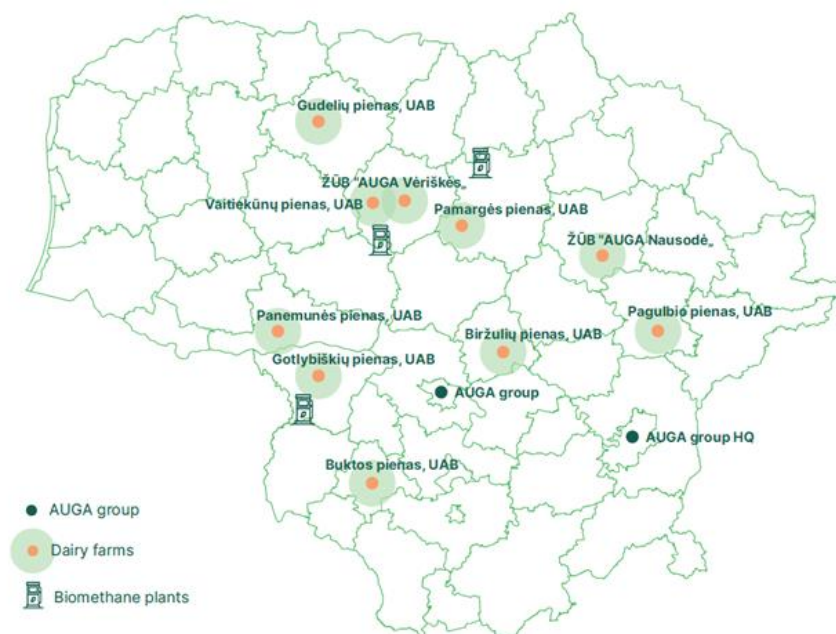 Gudelių pienas, UAB
ŽŪB "AUGA Vėriškės„
Vaitiekūnų pienas, UAB
Pamargės pienas, UAB
ŽŪB "AUGA Nausodė„
Panemunės pienas, UAB
Biržulių pienas, UAB
Pagulbio pienas, UAB
Gotlybiškių pienas, UAB
AUGA group
AUGA group HQ
Buktos pienas, UAB
AUGA group
Dairy farms
Biomethane plants